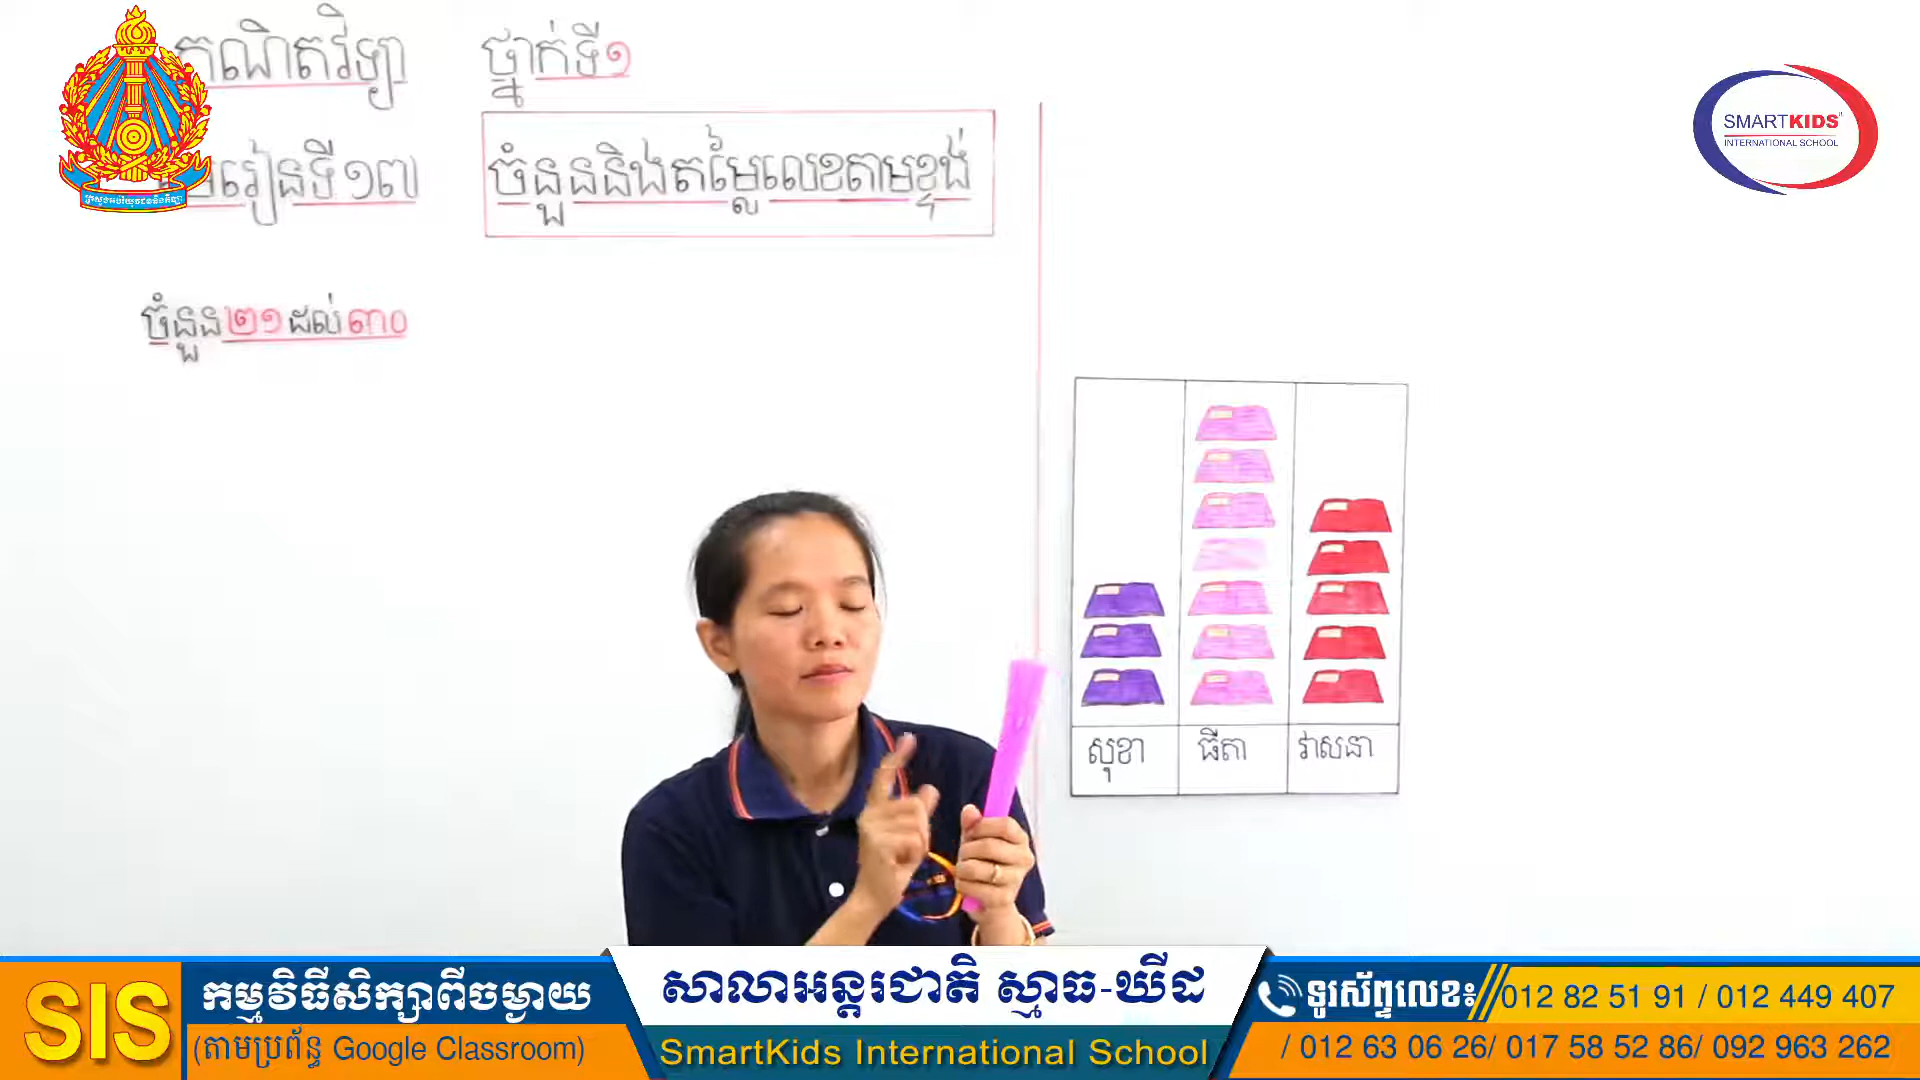 គណិតវិទ្យា ថ្នាក់ទី១
មេរៀនទី១៧ ចំនួននិងតម្លៃលេខតាមខ្ទង់
ចំនួន២១ដល់៣០
SMARTKIDS
INTERNATIONAL SCHOOL
សុខា ធីតា វាសនា
SIS
កម្មវិធីសិក្សាពីចម្ងាយ
(តាមប្រព័ន្ធ Google Classroom)
សាលាអន្តរជាតិ ស្មាធ-ឃីដ
SmartKids International School
ទូរស័ព្ទលេខ៖ 012 82 51 91 / 012 449 407
/ 012 63 06 26/ 017 58 52 86/ 092 963 262